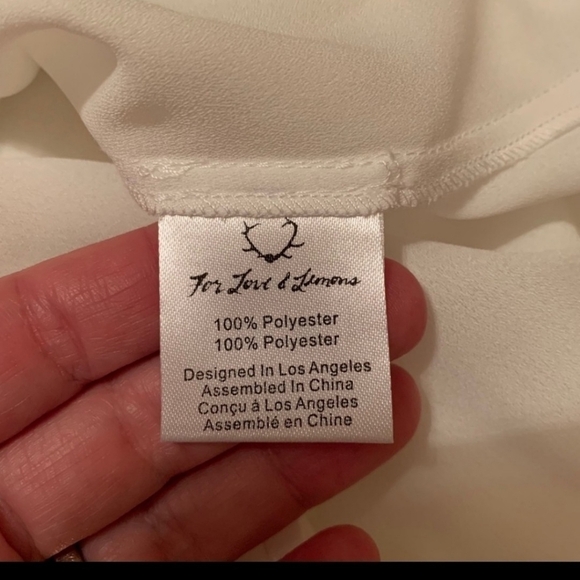 For Love & Lemons
100% Polyester
100% Polyester
Designed In Los Angeles
Assembled In China
Conçu á Los Angeles
Assemblé en Chine